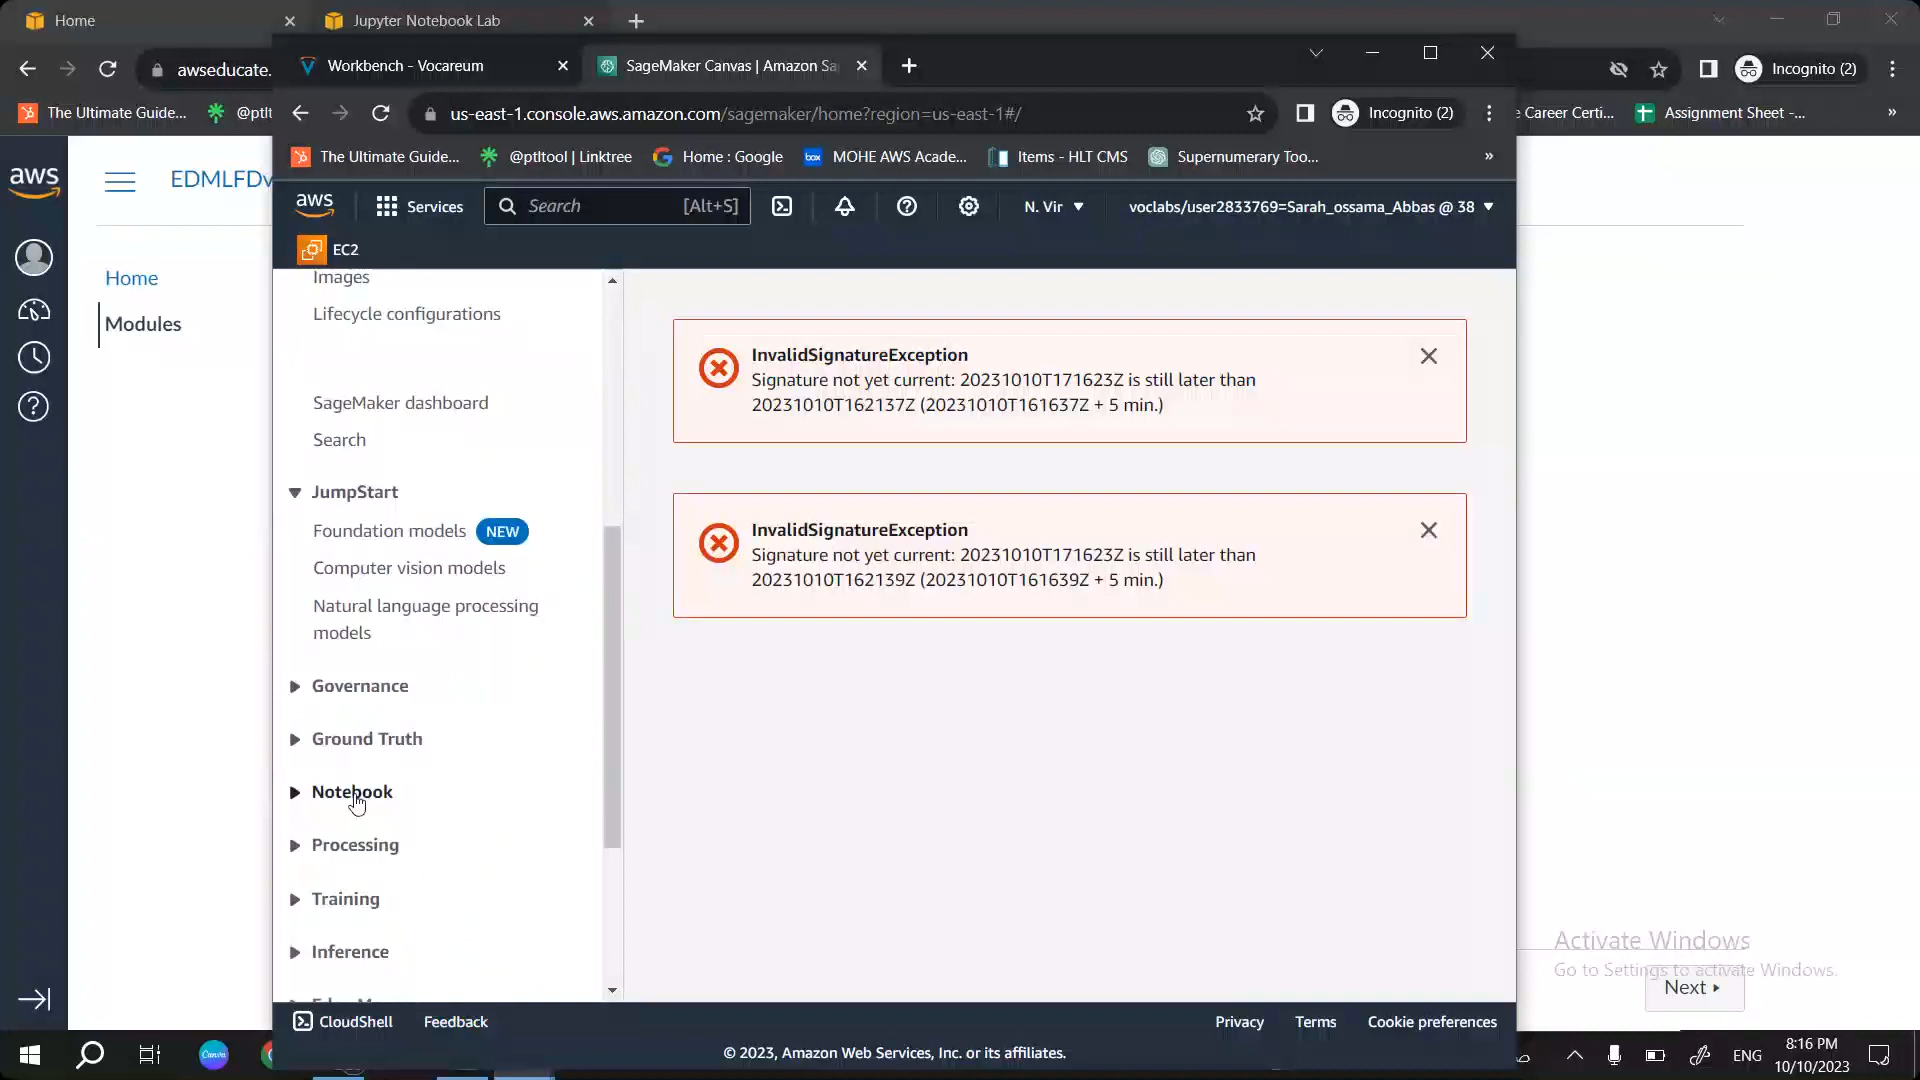 Home
Jupyter Notebook Lab
awseducate.
Incognito (2)
The Ultimate Guide...
@ptlt
e Career Certi...
Assignment Sheet -...
»
Workbench - Vocareum
SageMaker Canvas | Amazon Sa
us-east-1.console.aws.amazon.com/sagemaker/home?region=us-east-1#/
Incognito (2)
The Ultimate Guide...
@ptltool | Linktree
Home : Google
box
MOHE AWS Acade...
Items - HLT CMS
Supernumerary Too...
»
aws
EDMLFDv
Home
Modules
aws
Services
Search
[Alt+S]
N. Vir
voclabs/user2833769=Sarah_ossama_Abbas @ 38
EC2
Images
Lifecycle configurations
SageMaker dashboard
Search
JumpStart
Foundation models NEW
Computer vision models
Natural language processing
models
Governance
Ground Truth
Notebook
Processing
Training
Inference
InvalidSignatureException
Signature not yet current: 20231010T171623Z is still later than
20231010T162137Z (20231010T161637Z + 5 min.)
InvalidSignatureException
Signature not yet current: 20231010T171623Z is still later than
20231010T162139Z (20231010T161639Z + 5 min.)
Activate Windows
Go to Settings to activate Windows.
Next
CloudShell
Feedback
Privacy
Terms
Cookie preferences
© 2023, Amazon Web Services, Inc. or its affiliates.
Canva
ENG
8:16 PM
10/10/2023